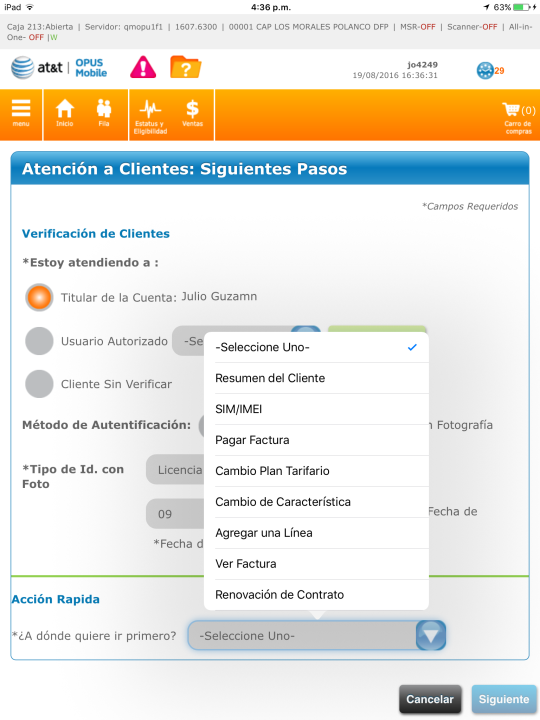 iPad 4:36 p.m. 63%
Caja 213:Abierta | Servidor: qmopu1f1 | 1607.6300 | 00001 CAP LOS MORALES POLANCO DFP | MSR-OFF | Scanner-OFF | All-in-
One- OFF |W
at&t | OPUS
Mobile
jo4249
19/08/2016 16:36:31
29
menu
Inicio
Fila
Estatus y
Eligibilidad
Ventas
(0)
Carro de
compras
Atención a Clientes: Siguientes Pasos
*Campos Requeridos
Verificación de Clientes
*Estoy atendiendo a :
Titular de la Cuenta: Julio Guzamn
Usuario Autorizado -Se
Cliente Sin Verificar
Método de Autentificación: Fotografía
*Tipo de Id. con
Foto
Licencia
09
Fecha de
*Fecha d
-Seleccione Uno-
Resumen del Cliente
SIM/IMEI
Pagar Factura
Cambio Plan Tarifario
Cambio de Característica
Agregar una Línea
Ver Factura
Renovación de Contrato
Acción Rapida
*¿A dónde quiere ir primero? -Seleccione Uno-
Cancelar
Siguiente